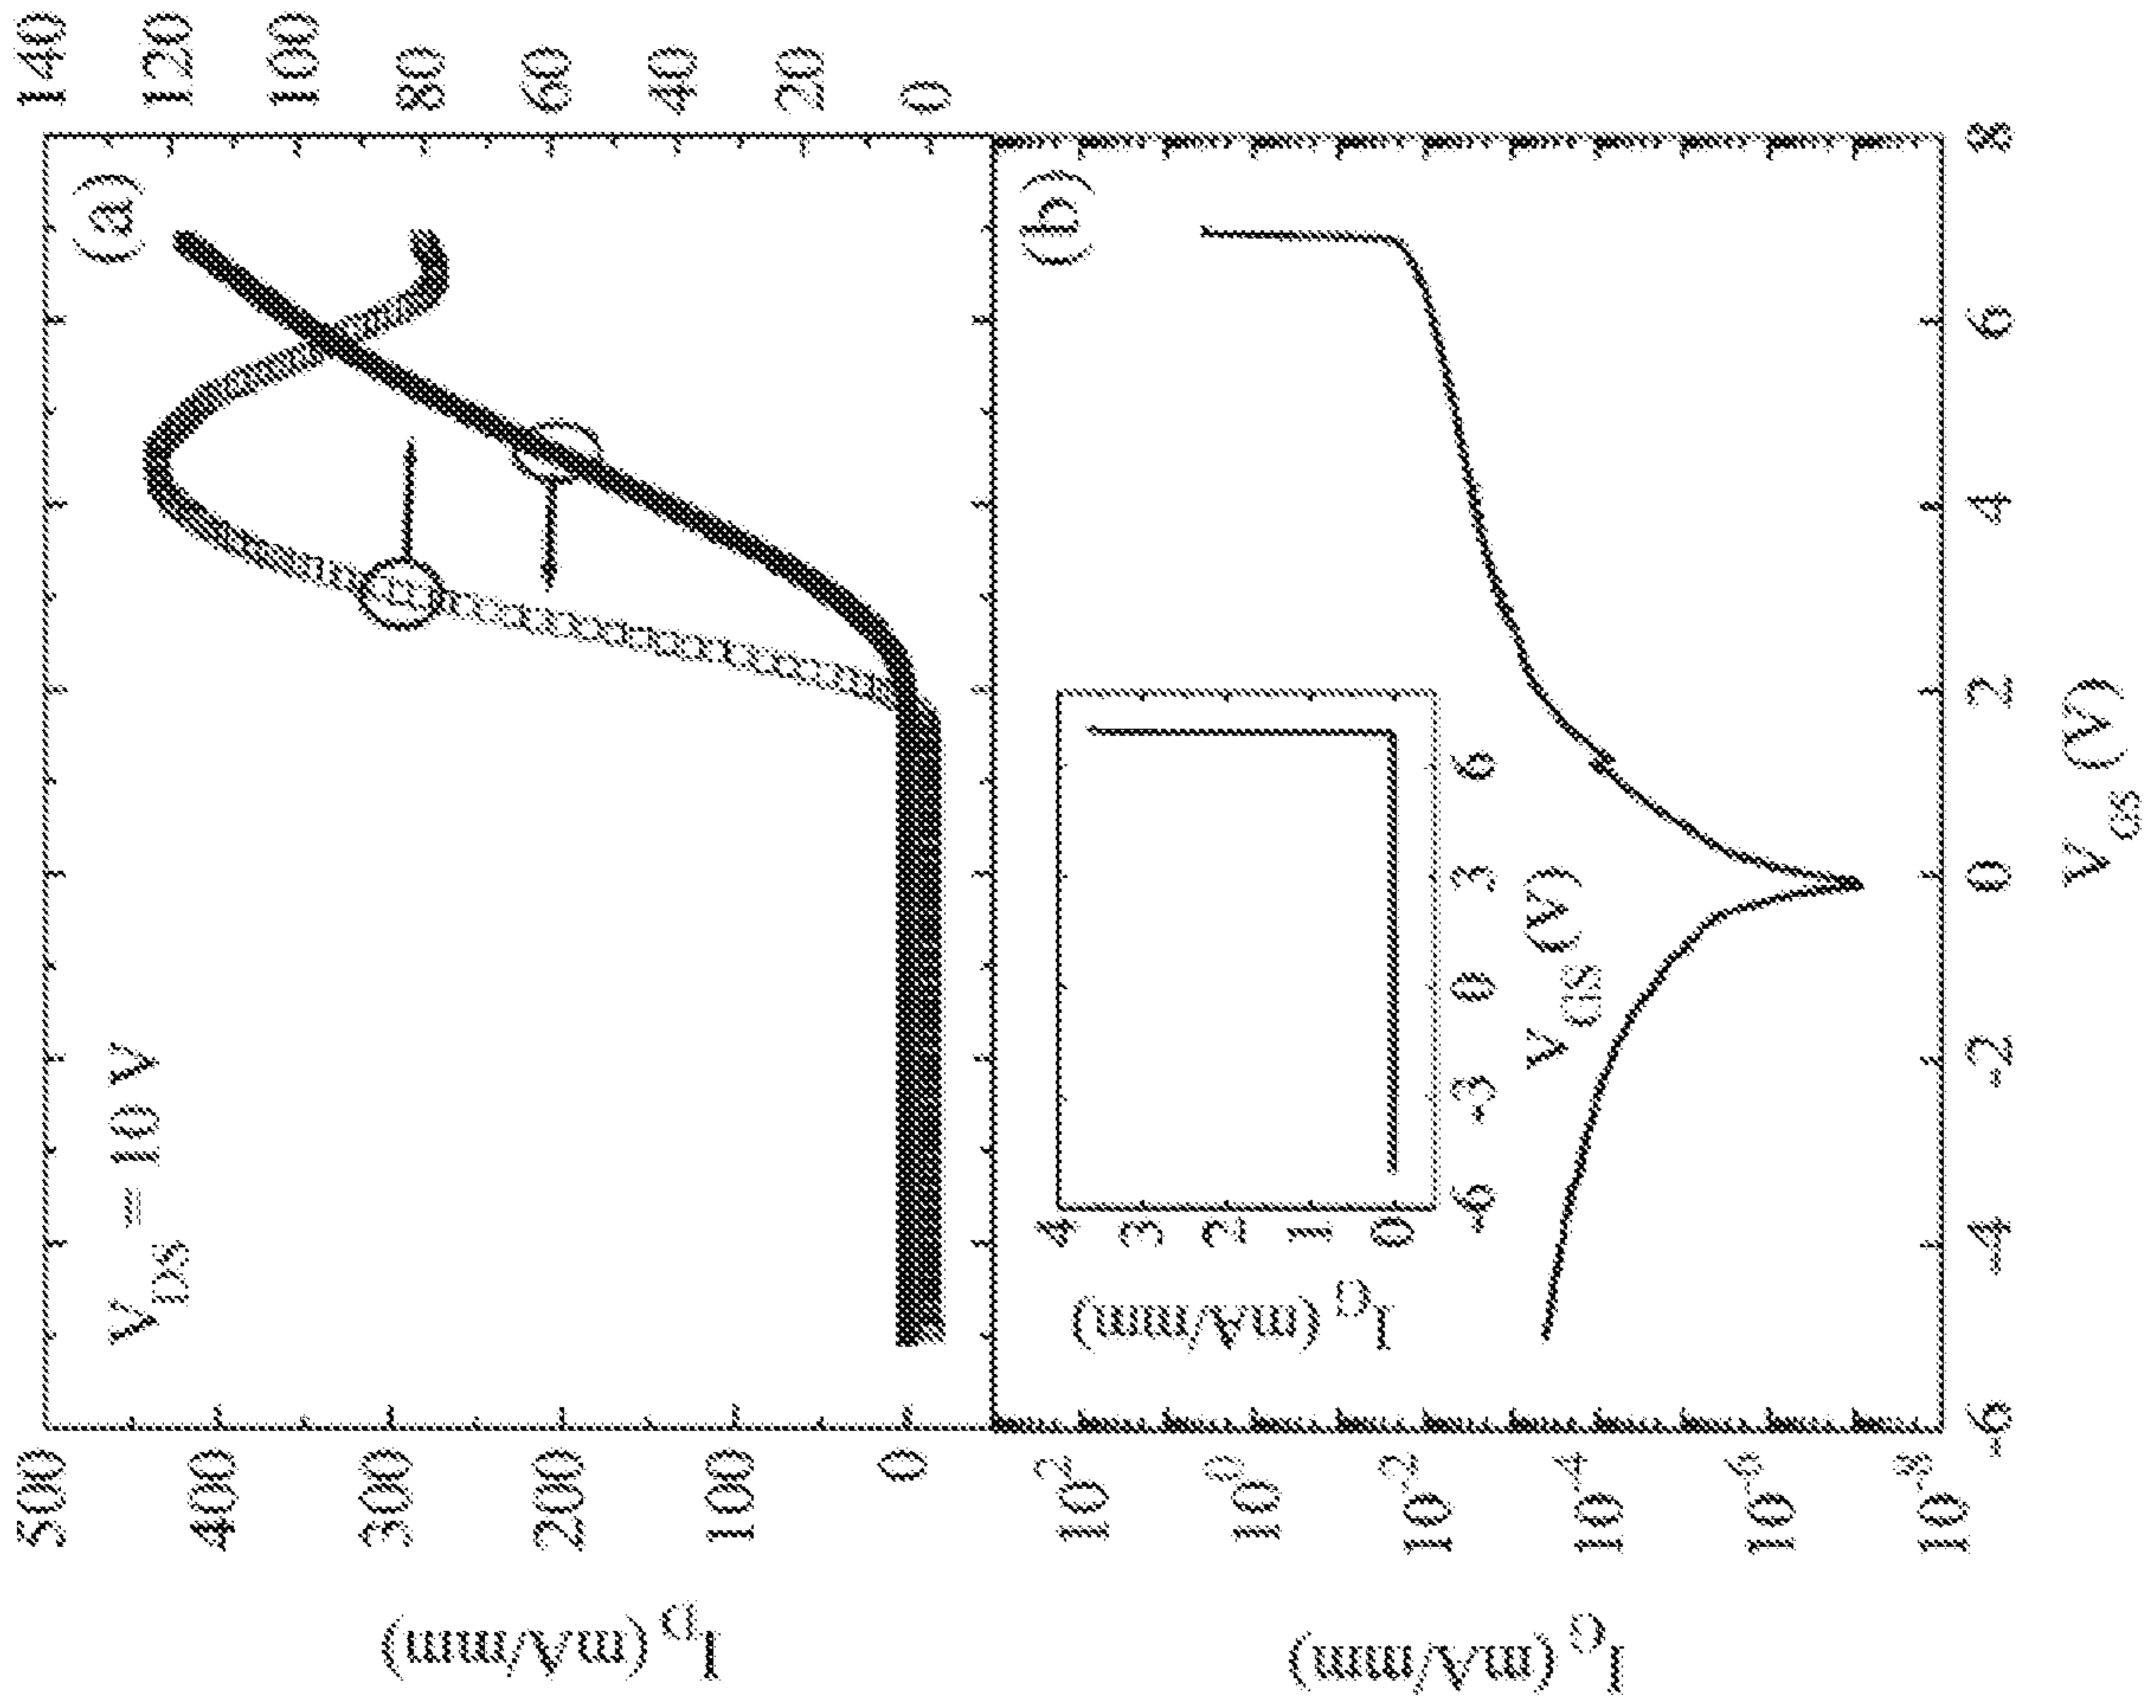 (a)
V_DS = 10 V
500
400
300
200
100
0
I_D (mA/mm)
140
120
100
80
60
40
20
0
(b)
10^2
10^0
10^-2
10^-4
10^-6
10^-8
I_G (mA/mm)
4
3
2
1
0
I_G (mA/mm)
-6 -3 0 3 6
V_GS (V)
-6 -4 -2 0 2 4 6 8
V_GS (V)